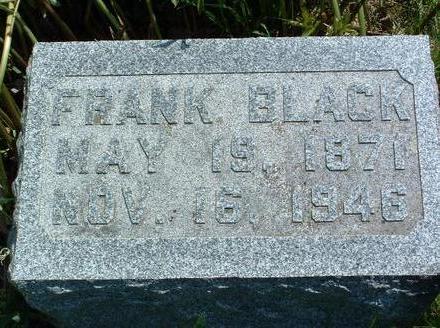 FRANK BLACK
MAY 19, 1871
NOV. 16, 1946